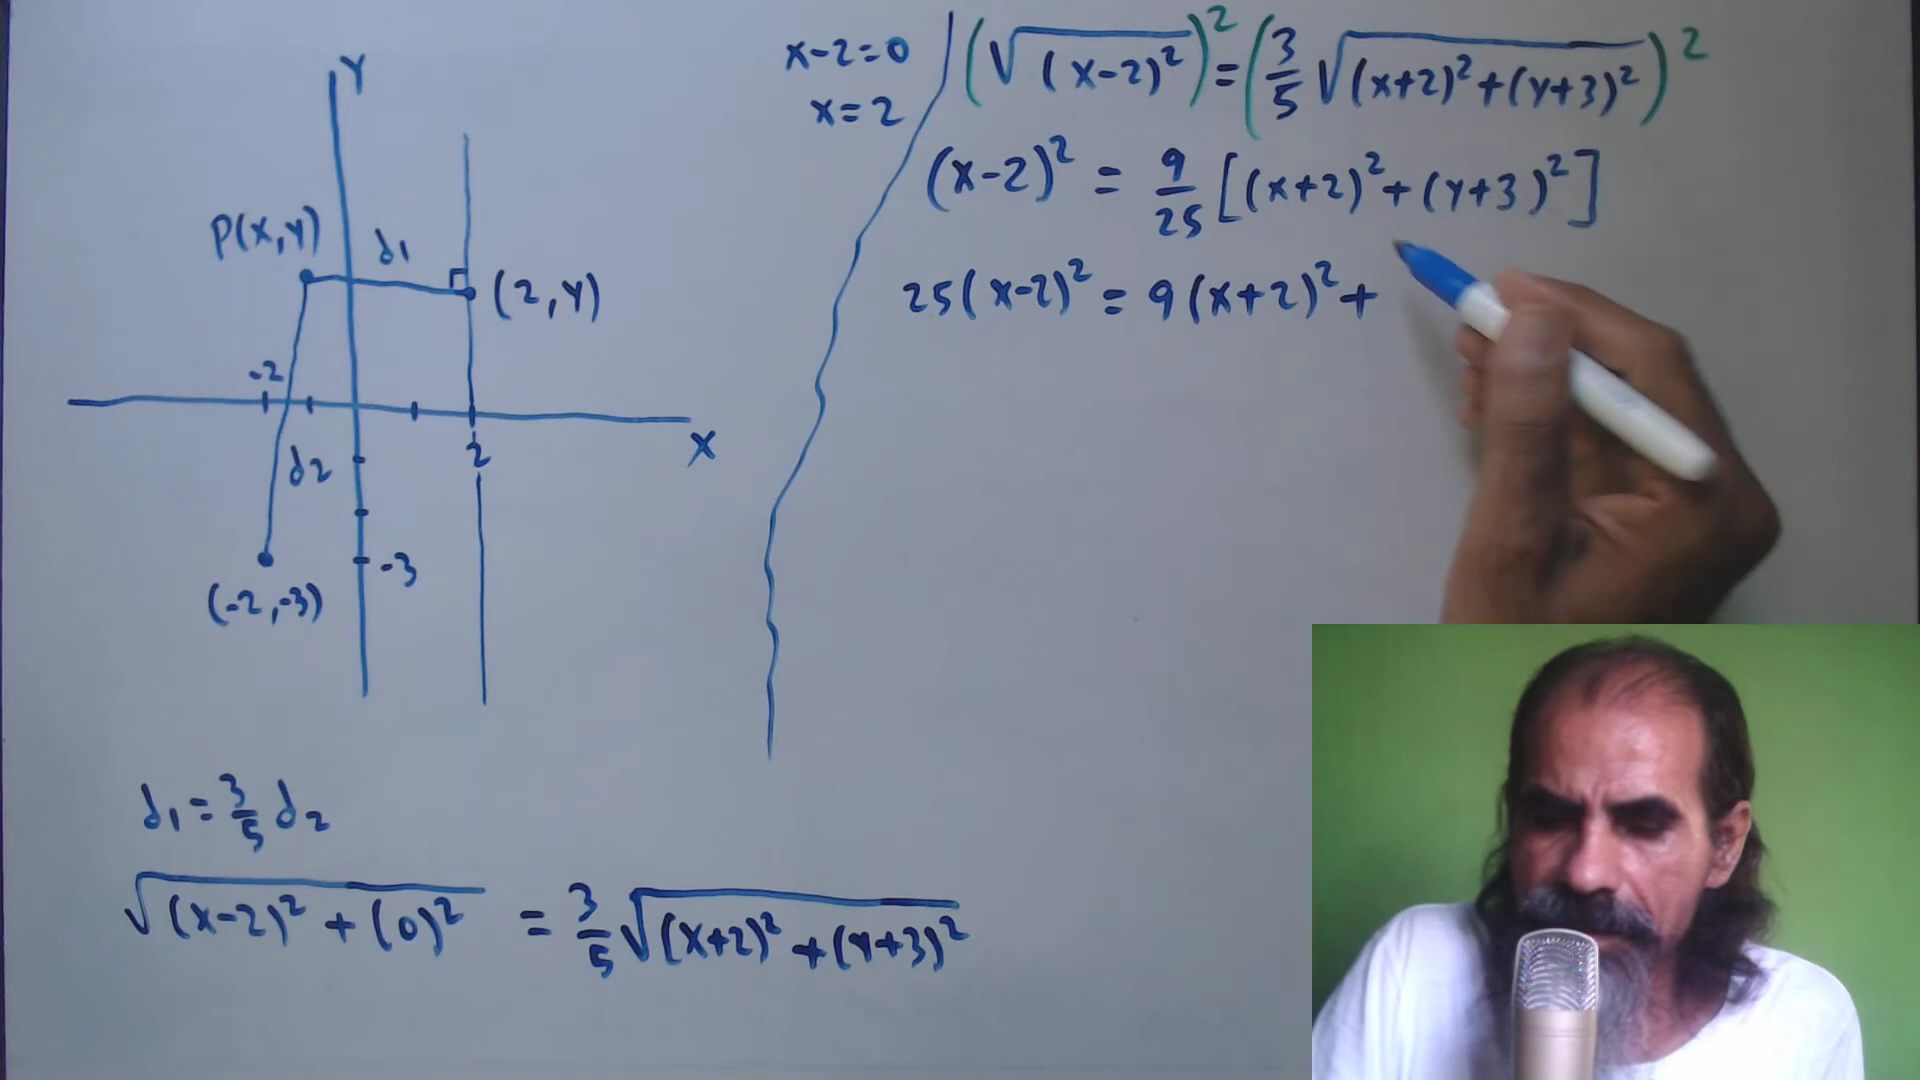 Y
P(x,y)
d1
(2,y)
-2
X
2
d2
-3
(-2,-3)
d1=3/5 d2
√((x-2)²+(0)²) = 3/5 √((x+2)²+(y+3)²)
x-2=0
x=2
(√((x-2)²))²=(3/5 √((x+2)²+(y+3)²))²
(x-2)² = 9/25 [(x+2)²+(y+3)²]
25(x-2)² = 9(x+2)²+